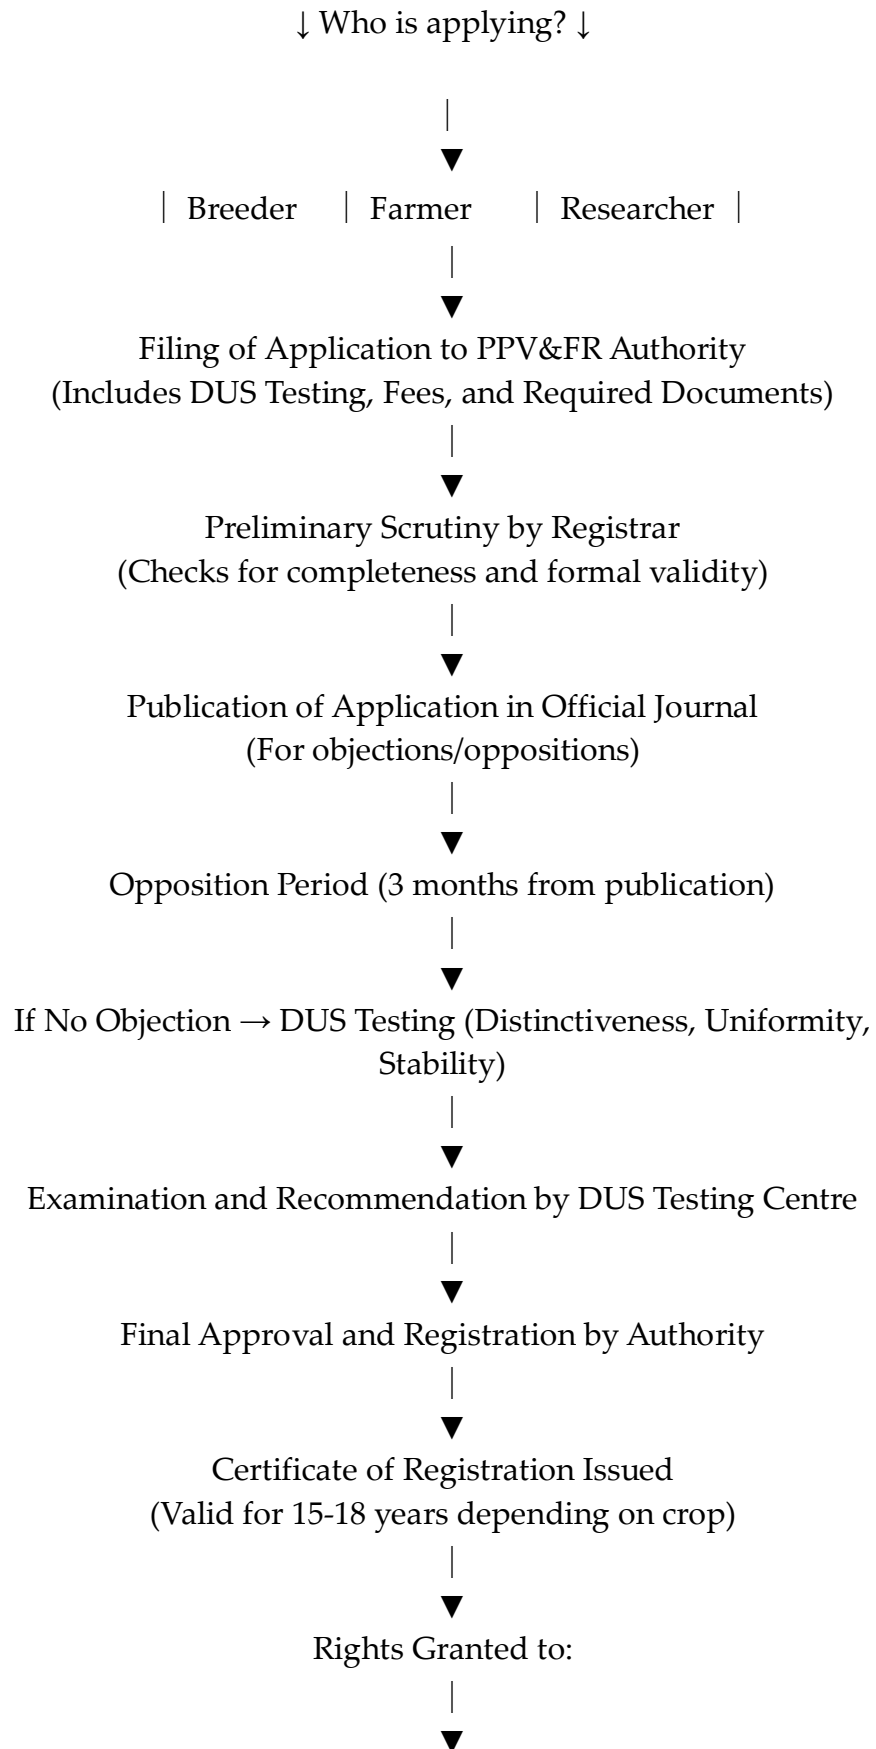 ↓ Who is applying? ↓
|
▼
| Breeder | Farmer | Researcher |
|
▼
Filing of Application to PPV&FR Authority
(Includes DUS Testing, Fees, and Required Documents)
|
▼
Preliminary Scrutiny by Registrar
(Checks for completeness and formal validity)
|
▼
Publication of Application in Official Journal
(For objections/oppositions)
|
▼
Opposition Period (3 months from publication)
|
▼
If No Objection → DUS Testing (Distinctiveness, Uniformity,
Stability)
|
▼
Examination and Recommendation by DUS Testing Centre
|
▼
Final Approval and Registration by Authority
|
▼
Certificate of Registration Issued
(Valid for 15-18 years depending on crop)
|
▼
Rights Granted to:
|
▼